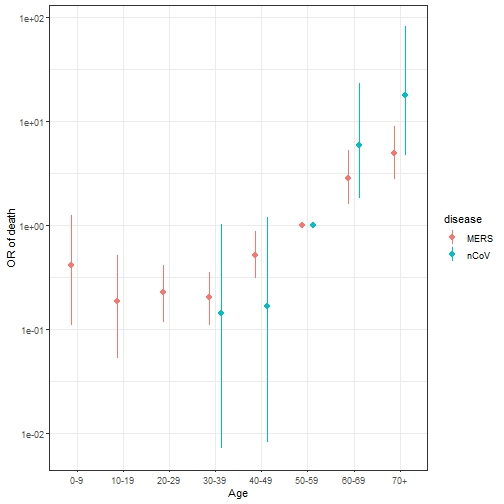 1e+02
1e+01
1e+00
1e-01
1e-02
OR of death
0-9 10-19 20-29 30-39 40-49 50-59 60-69 70+
Age
disease
MERS
nCoV